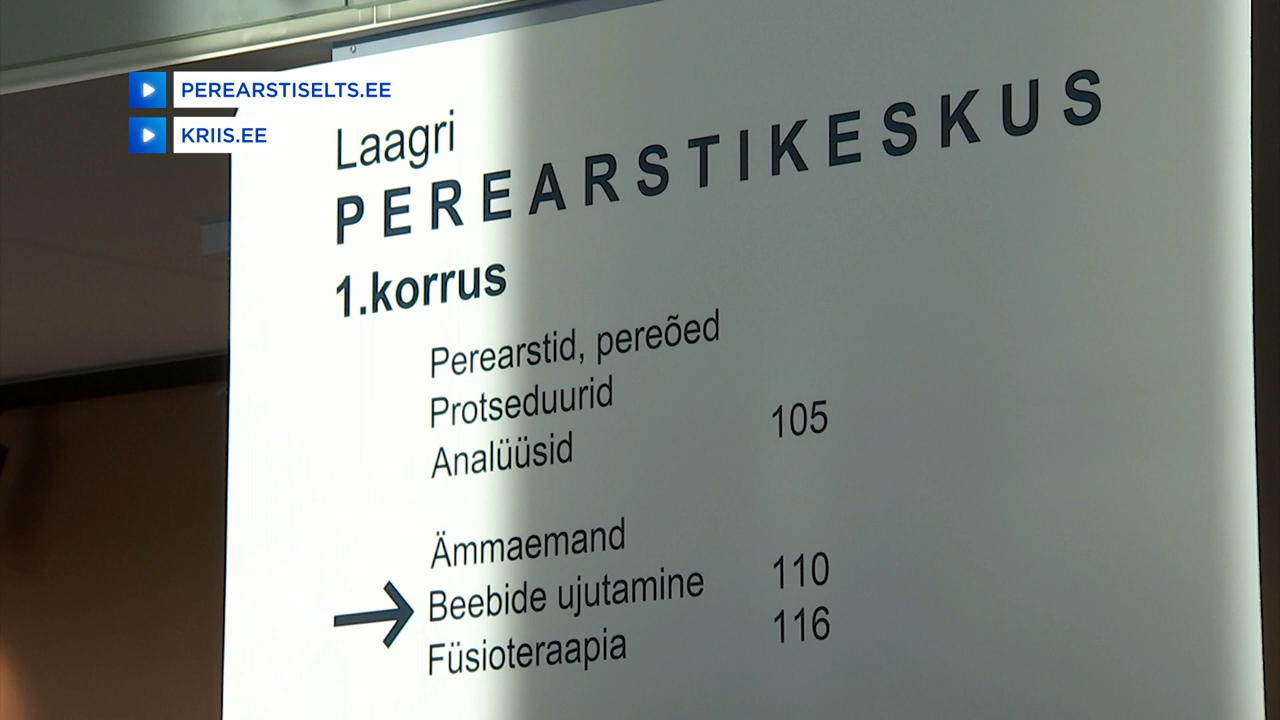 PEREARSTISELTS.EE
KRIIS.EE
Laagri
PEREARSTIKESKUS
1.korrus
Perearstid, pereõed
Protseduurid 105
Analüüsid
Ämmaemand
Beebide ujutamine 110
Füsioteraapia 116